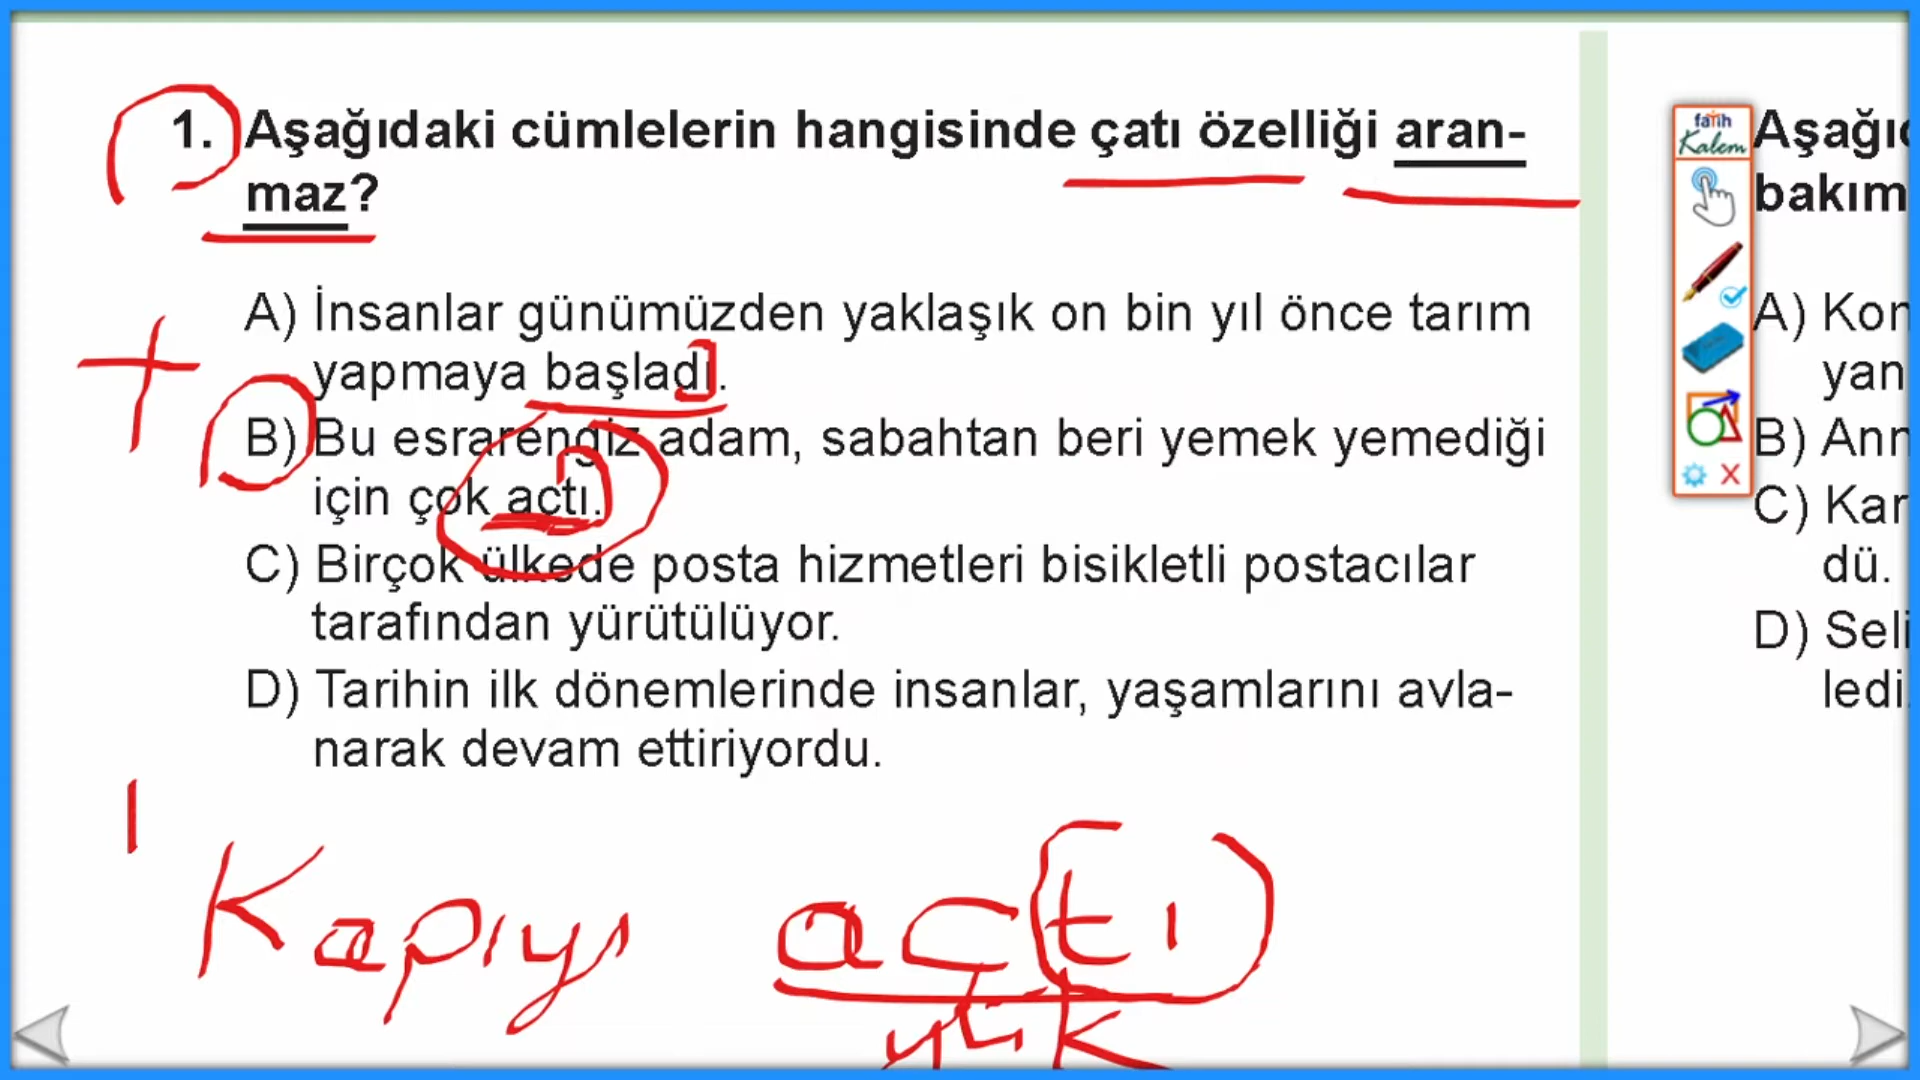 1. Aşağıdaki cümlelerin hangisinde çatı özelliği aran-
maz?
A) İnsanlar günümüzden yaklaşık on bin yıl önce tarım
yapmaya başladı.
B) Bu esrarengiz adam, sabahtan beri yemek yemediği
için çok açtı.
C) Birçok ülkede posta hizmetleri bisikletli postacılar
tarafından yürütülüyor.
D) Tarihin ilk dönemlerinde insanlar, yaşamlarını avla-
narak devam ettiriyordu.
Kapıyı açtı
yük
fatih
Kalem
Aşağı
bakım
A) Kon
yan
B) Ann
C) Kar
dü.
D) Seli
ledi.